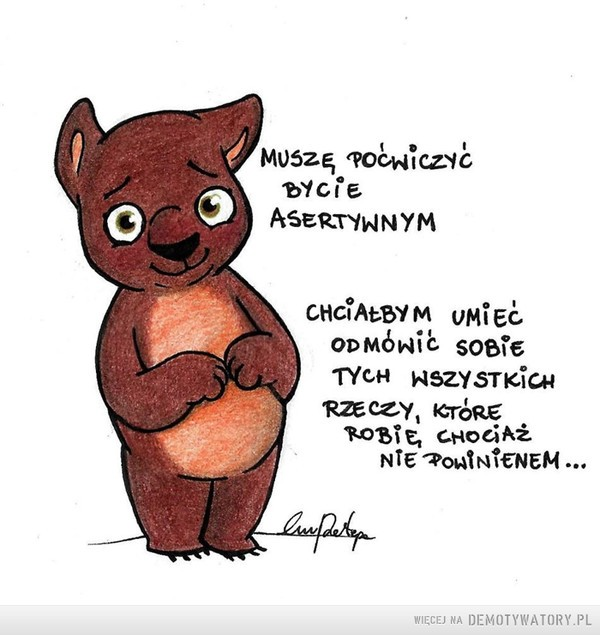 MUSZĘ POĆWICZYĆ
BYCIE
ASERTYWNYM
CHCIAŁBYM UMIEĆ
ODMÓWIĆ SOBIE
TYCH WSZYSTKICH
RZECZY, KTÓRE
ROBIĘ, CHOCIAŻ
NIE POWINIENEM...
WIĘCEJ NA DEMOTYWATORY.PL